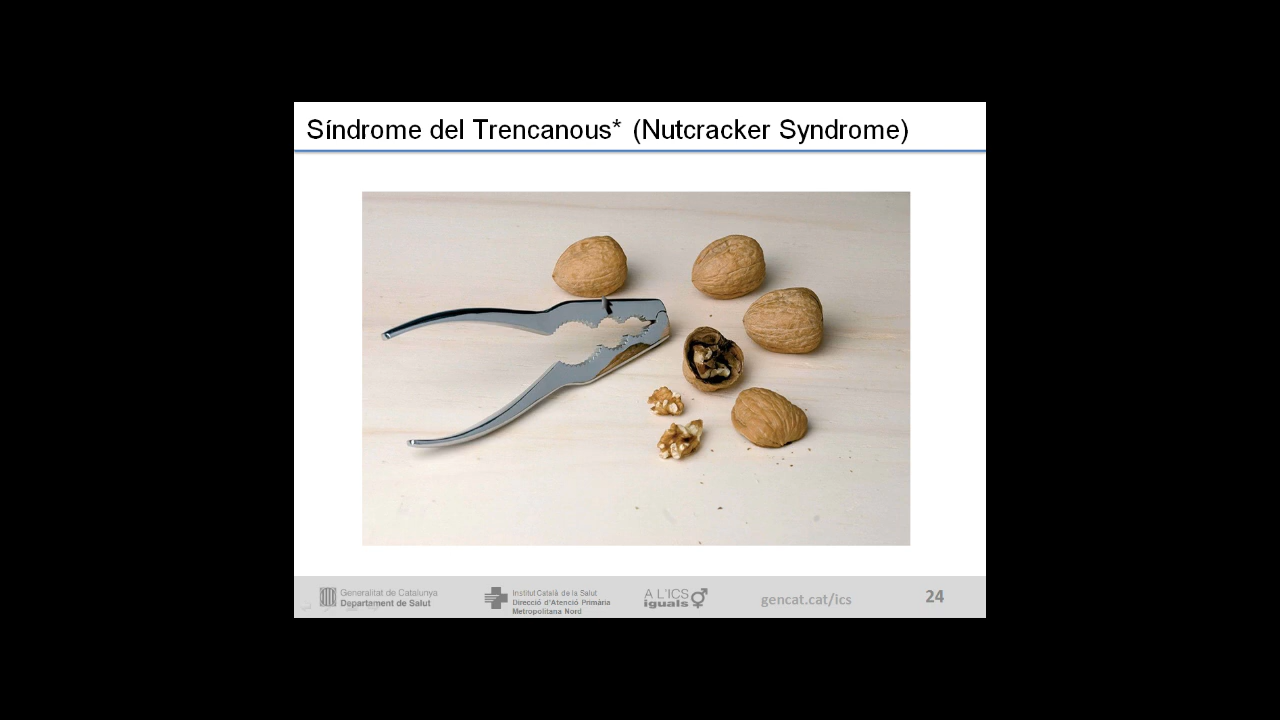 Síndrome del Trencanous* (Nutcracker Syndrome)
Generalitat de Catalunya
Departament de Salut
Institut Català de la Salut
Direcció d'Atenció Primària
Metropolitana Nord
A L'ICS
iguals
gencat.cat/ics
24